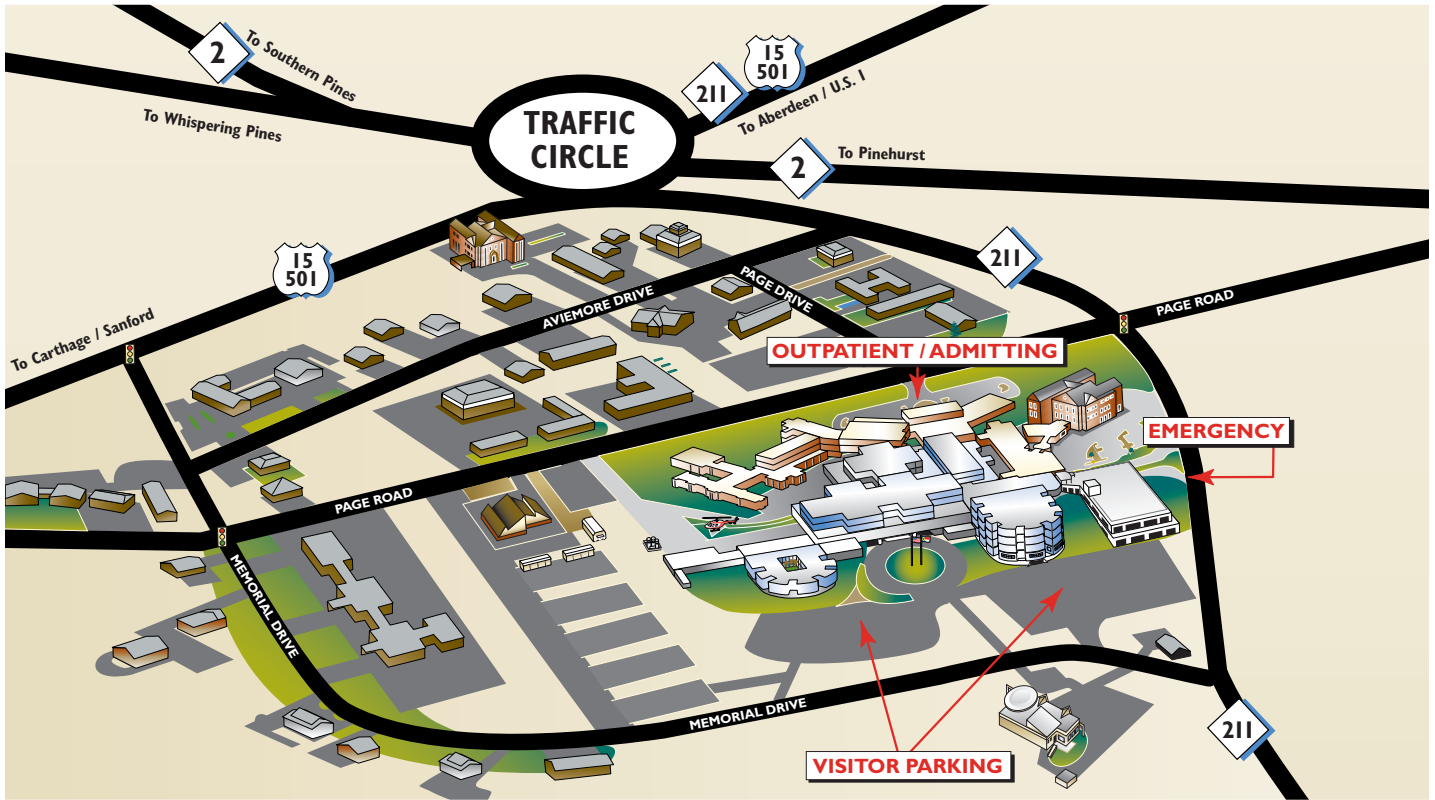 2
To Southern Pines
To Whispering Pines
TRAFFIC
CIRCLE
211
15
501
To Aberdeen / U.S. 1
2
To Pinehurst
15
501
To Carthage / Sanford
211
AVIEMORE DRIVE
PAGE DRIVE
PAGE ROAD
OUTPATIENT / ADMITTING
EMERGENCY
PAGE ROAD
MEMORIAL DRIVE
MEMORIAL DRIVE
211
VISITOR PARKING